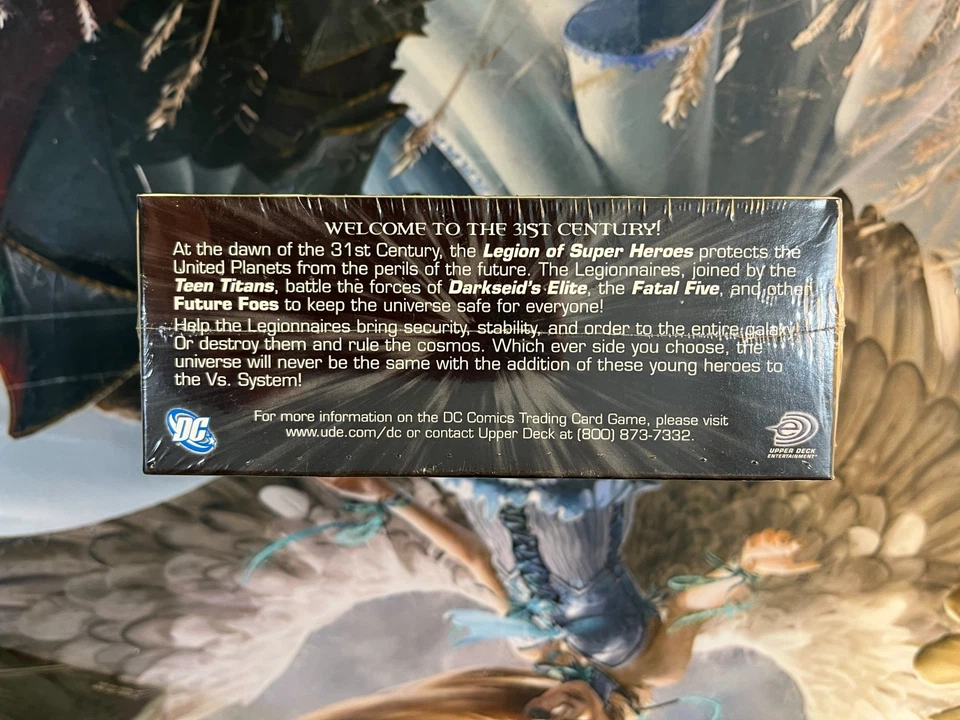 WELCOME TO THE 31ST CENTURY!
At the dawn of the 31st Century, the Legion of Super Heroes protects the
United Planets from the perils of the future. The Legionnaires, joined by the
Teen Titans, battle the forces of Darkseid's Elite, the Fatal Five, and other
Future Foes to keep the universe safe for everyone!
Help the Legionnaires bring security, stability, and order to the entire galaxy!
Or destroy them and rule the cosmos. Which ever side you choose, the
universe will never be the same with the addition of these young heroes to
the Vs. System!
For more information on the DC Comics Trading Card Game, please visit
www.ude.com/dc or contact Upper Deck at (800) 873-7332.
DC
UPPER DECK
ENTERTAINMENT